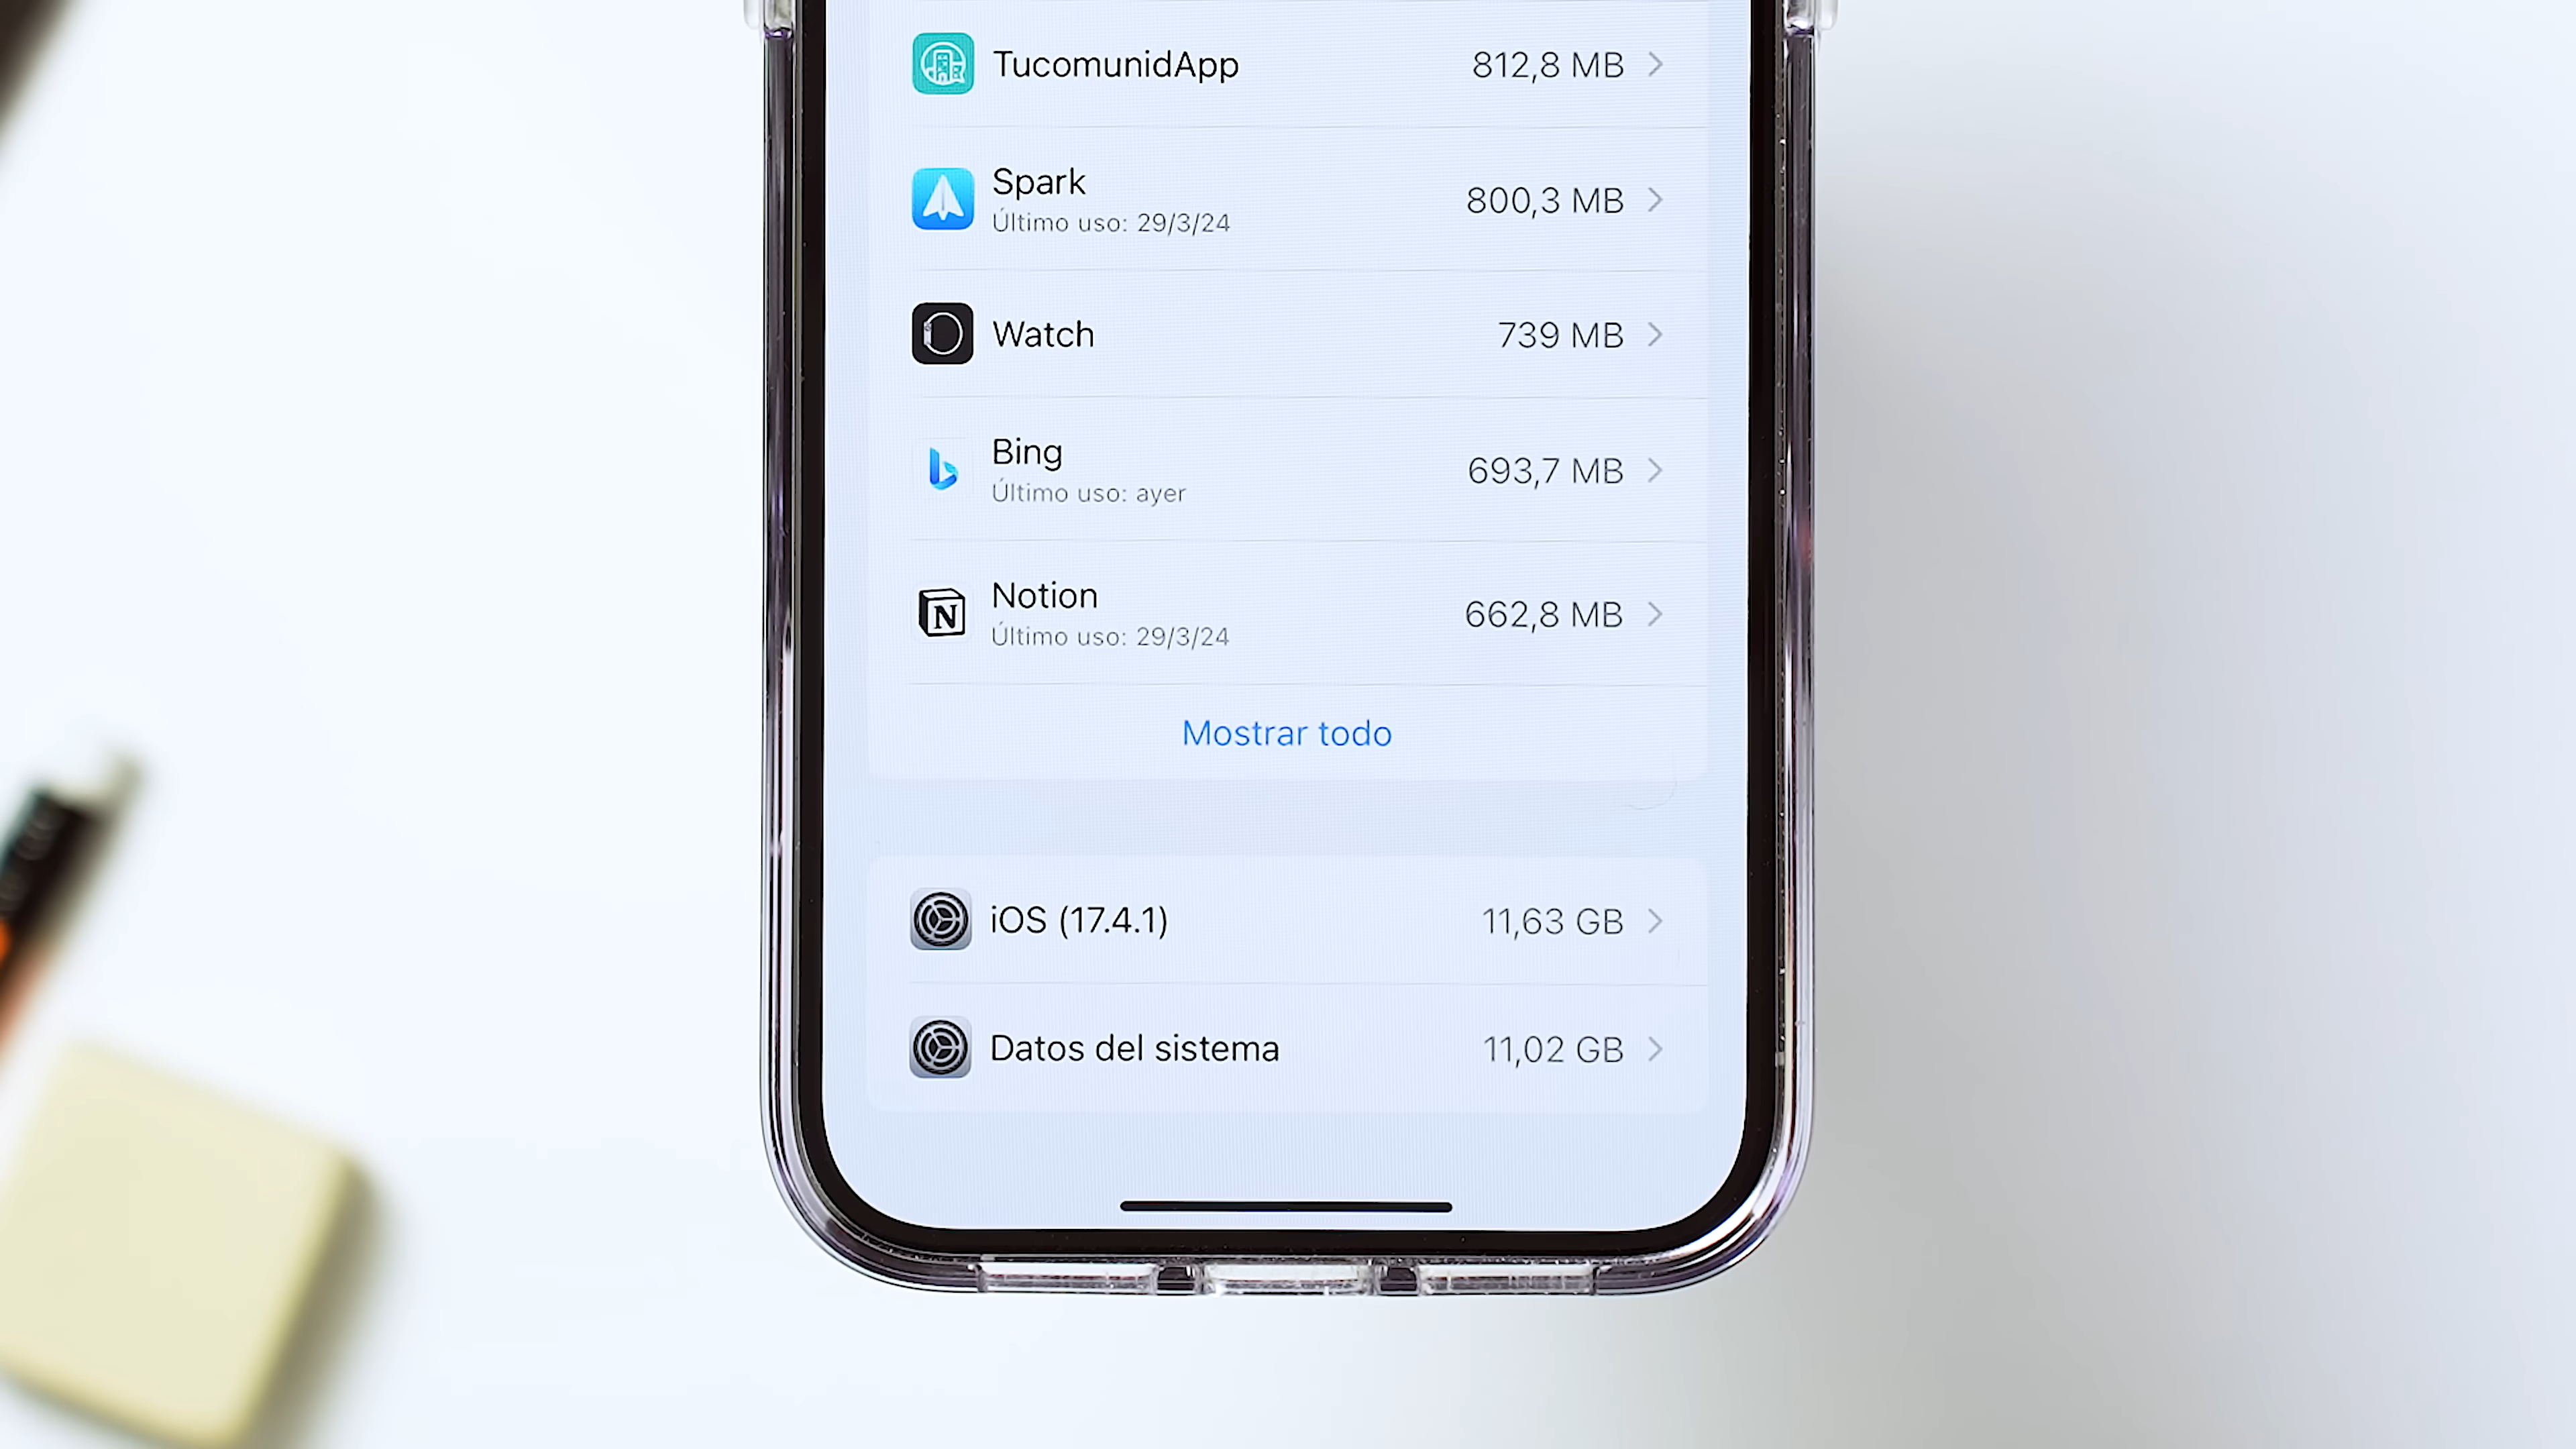 TucomunidApp 812,8 MB
Spark
Último uso: 29/3/24
800,3 MB
Watch 739 MB
Bing
Último uso: ayer
693,7 MB
N
Notion
Último uso: 29/3/24
662,8 MB
Mostrar todo
iOS (17.4.1) 11,63 GB
Datos del sistema 11,02 GB